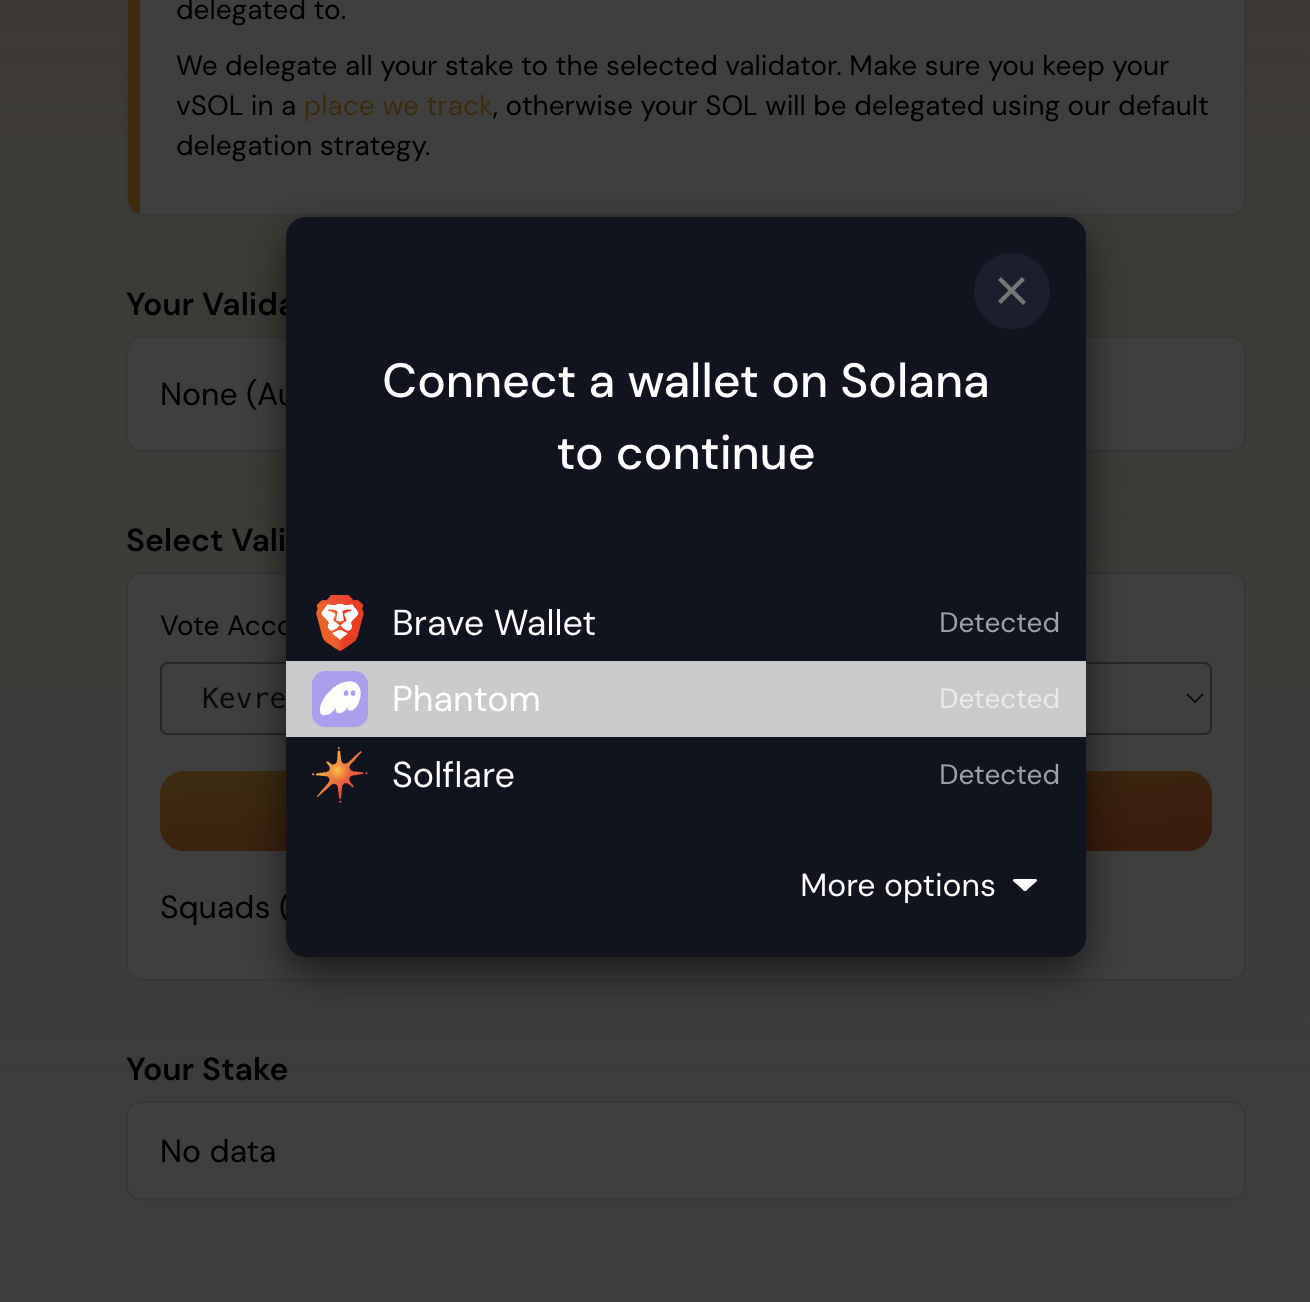 delegated to.
We delegate all your stake to the selected validator. Make sure you keep your
vSOL in a place we track, otherwise your SOL will be delegated using our default
delegation strategy.
Your Valida
None (Au
Connect a wallet on Solana
to continue
Select Vali
Vote Acco
Brave Wallet Detected
Kevre
Phantom Detected
Solflare Detected
More options
Squads (
Your Stake
No data